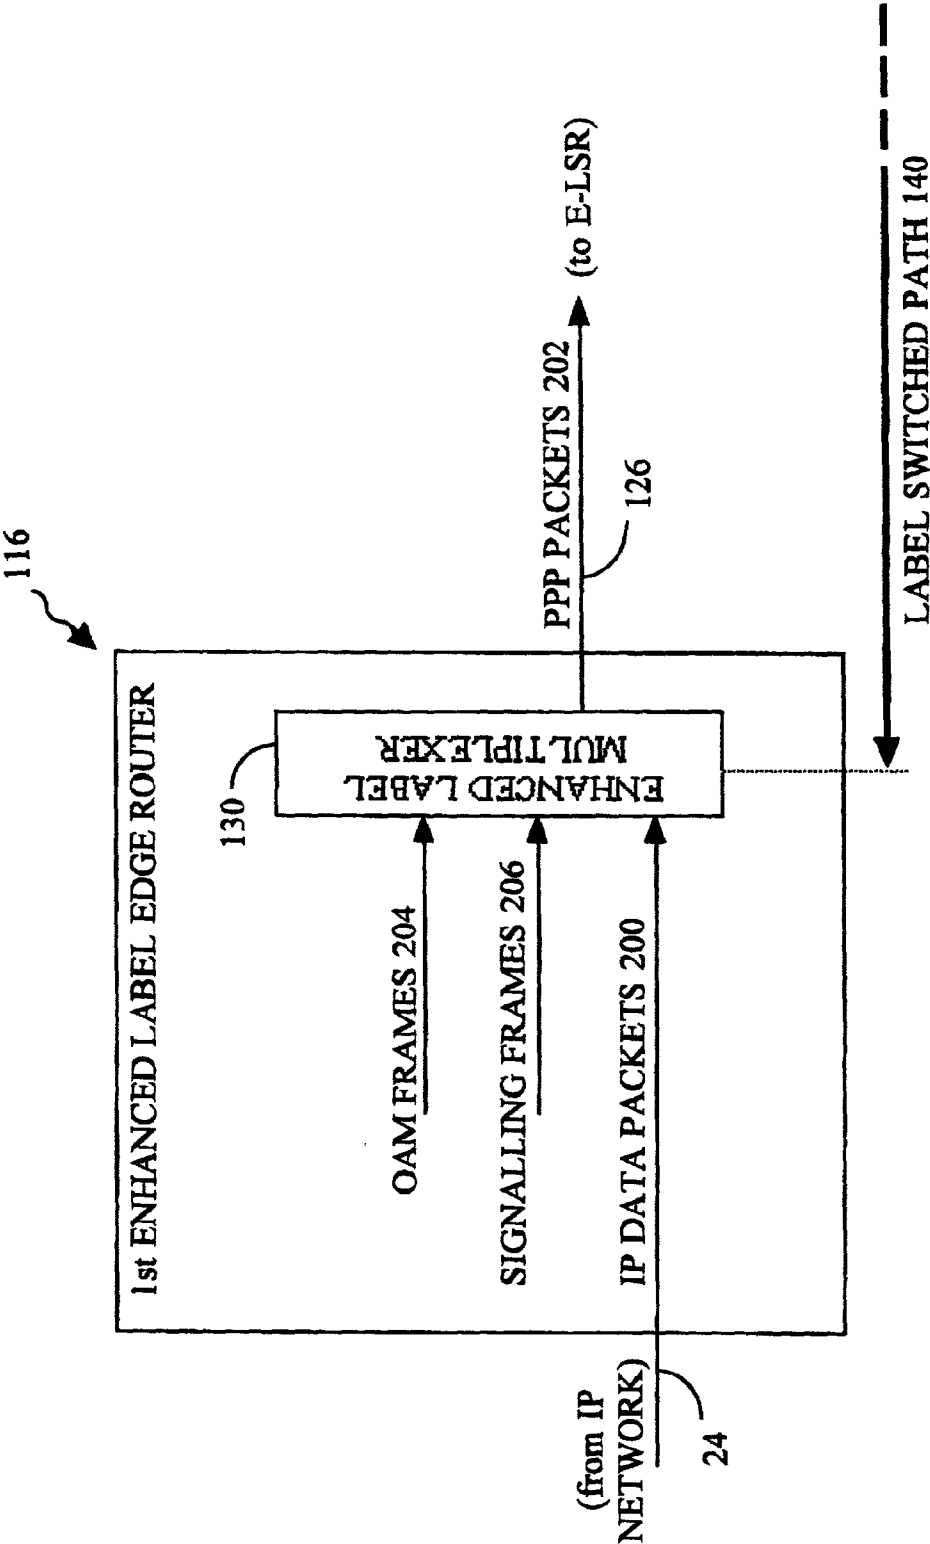 116
1st ENHANCED LABEL EDGE ROUTER
130
OAM FRAMES 204
ENHANCED LABEL
MULTIPLEXER
SIGNALLING FRAMES 206
PPP PACKETS 202
(to E-LSR)
126
(from IP
NETWORK)
IP DATA PACKETS 200
24
LABEL SWITCHED PATH 140